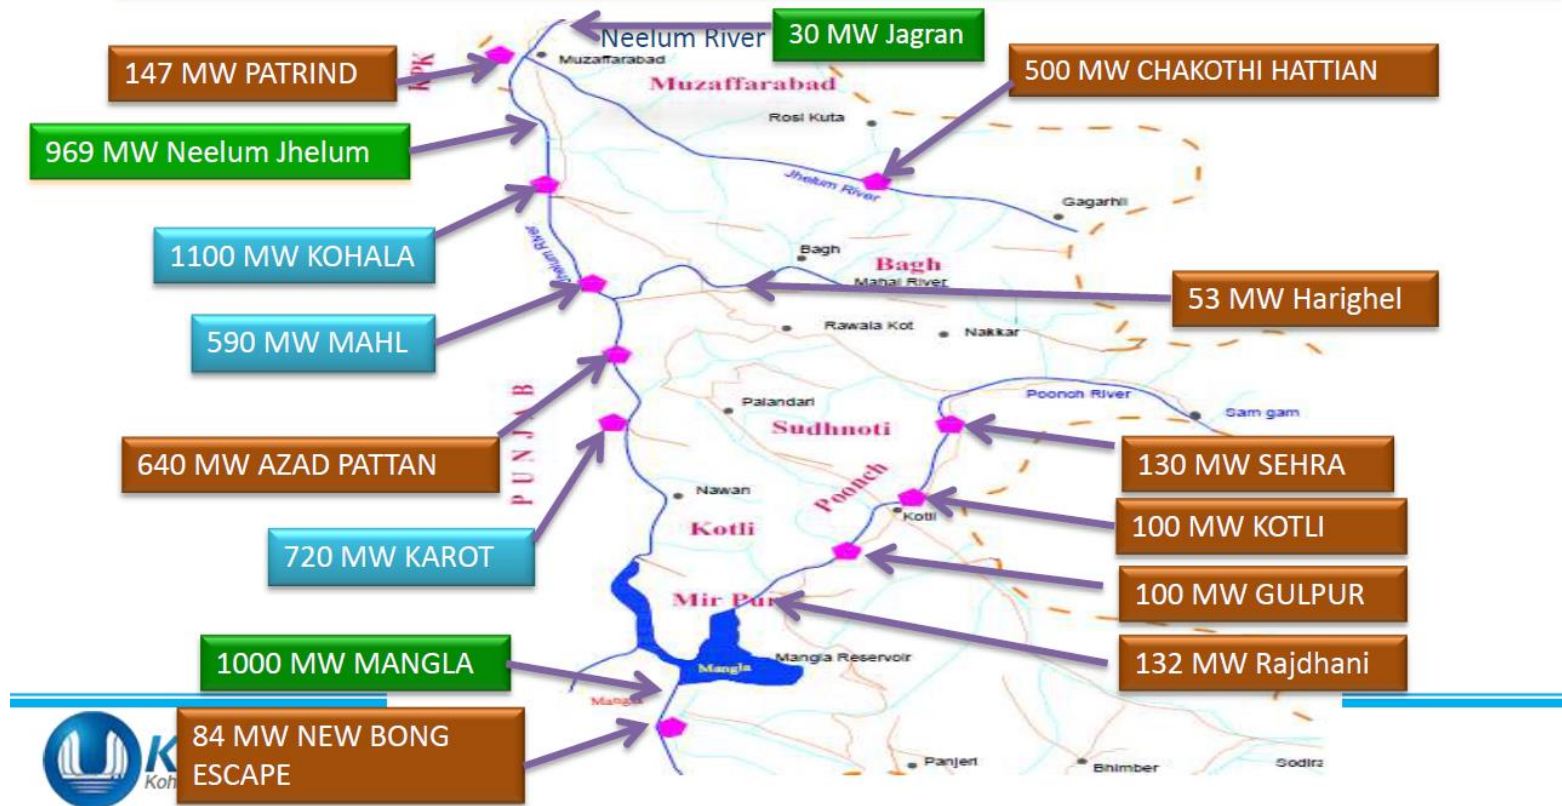 Neelum River
30 MW Jagran
147 MW PATRIND
KPK
Muzaffarabad
Muzaffarabad
500 MW CHAKOTHI HATTIAN
Rosi Kuta
969 MW Neelum Jhelum
Jhelum River
Gagarhli
1100 MW KOHALA
Jhelum River
Bagh
Bagh
Mahal River
53 MW Harighel
590 MW MAHL
Rawala Kot
Nakkar
PUNJAB
Poonch River
Palandari
Sam gam
Sudhnoti
640 MW AZAD PATTAN
130 MW SEHRA
Poonch
Nawan
Kotli
100 MW KOTLI
Kotli
720 MW KAROT
100 MW GULPUR
Mir Pur
1000 MW MANGLA
Mangla
Mangla Reservoir
132 MW Rajdhani
84 MW NEW BONG
ESCAPE
K
Koh
Panjeri
Bhimber
Sodira